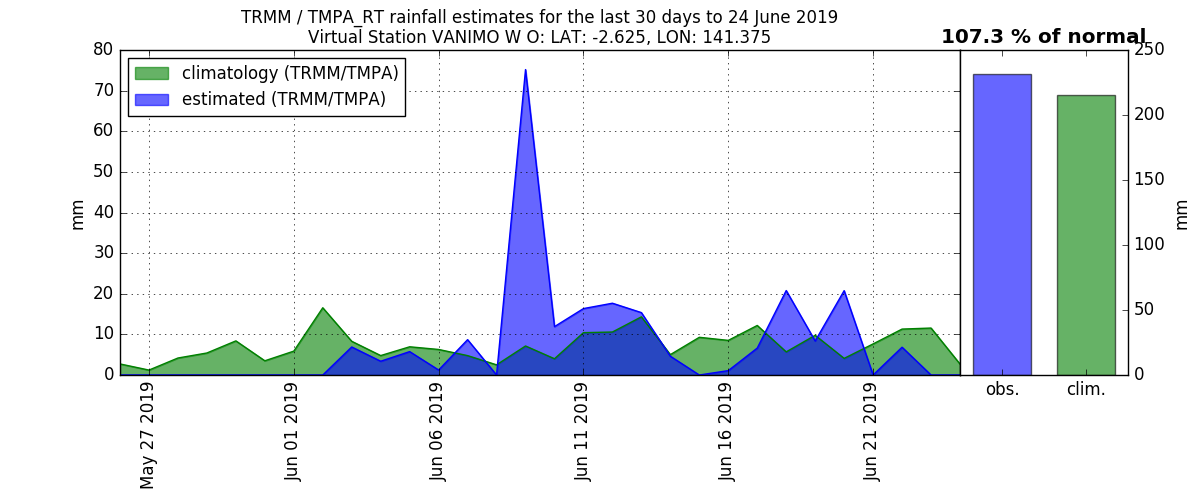 TRMM / TMPA_RT rainfall estimates for the last 30 days to 24 June 2019
Virtual Station VANIMO W O: LAT: -2.625, LON: 141.375
107.3 % of normal
climatology (TRMM/TMPA)
estimated (TRMM/TMPA)
80
70
60
50
40
30
20
10
0
mm
May 27 2019
Jun 01 2019
Jun 06 2019
Jun 11 2019
Jun 16 2019
Jun 21 2019
250
200
150
100
50
0
mm
obs.
clim.